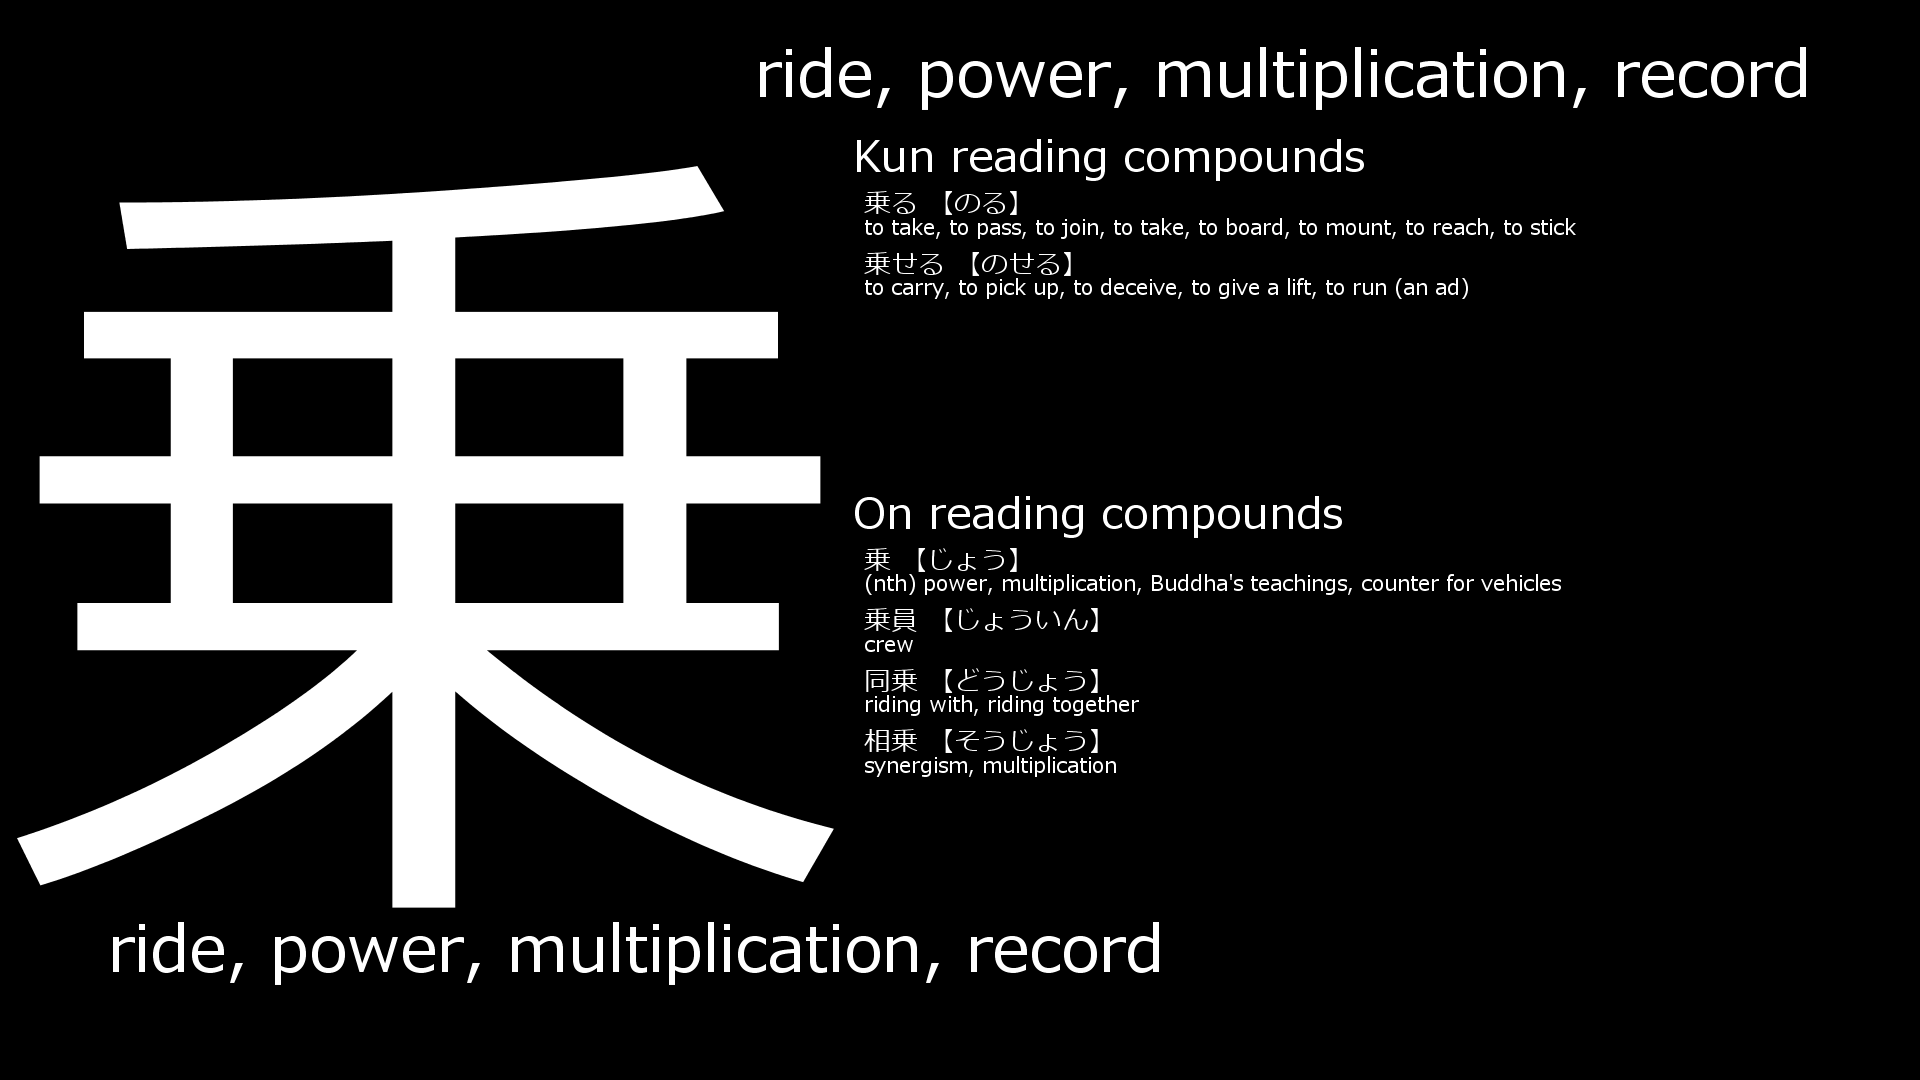 ride, power, multiplication, record
乗
Kun reading compounds
乗る 【のる】
to take, to pass, to join, to take, to board, to mount, to reach, to stick
乗せる 【のせる】
to carry, to pick up, to deceive, to give a lift, to run (an ad)
On reading compounds
乗 【じょう】
(nth) power, multiplication, Buddha's teachings, counter for vehicles
乗員 【じょういん】
crew
同乗 【どうじょう】
riding with, riding together
相乗 【そうじょう】
synergism, multiplication
ride, power, multiplication, record